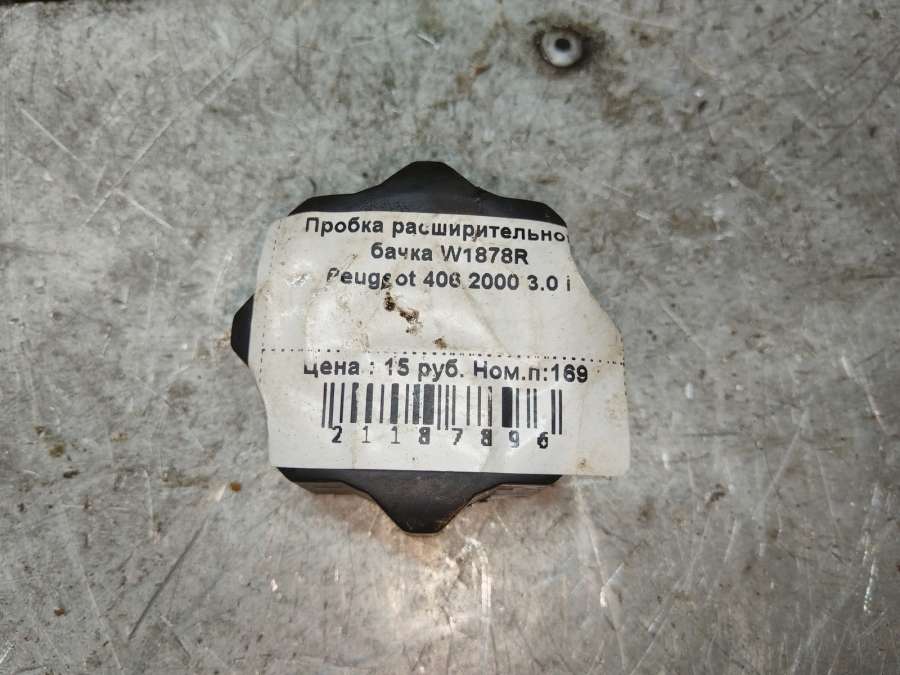 Пробка расширительно
бачка W1878R
Peugeot 406 2000 3.0 i
Цена : 15 руб. Ном.п:169
21187896